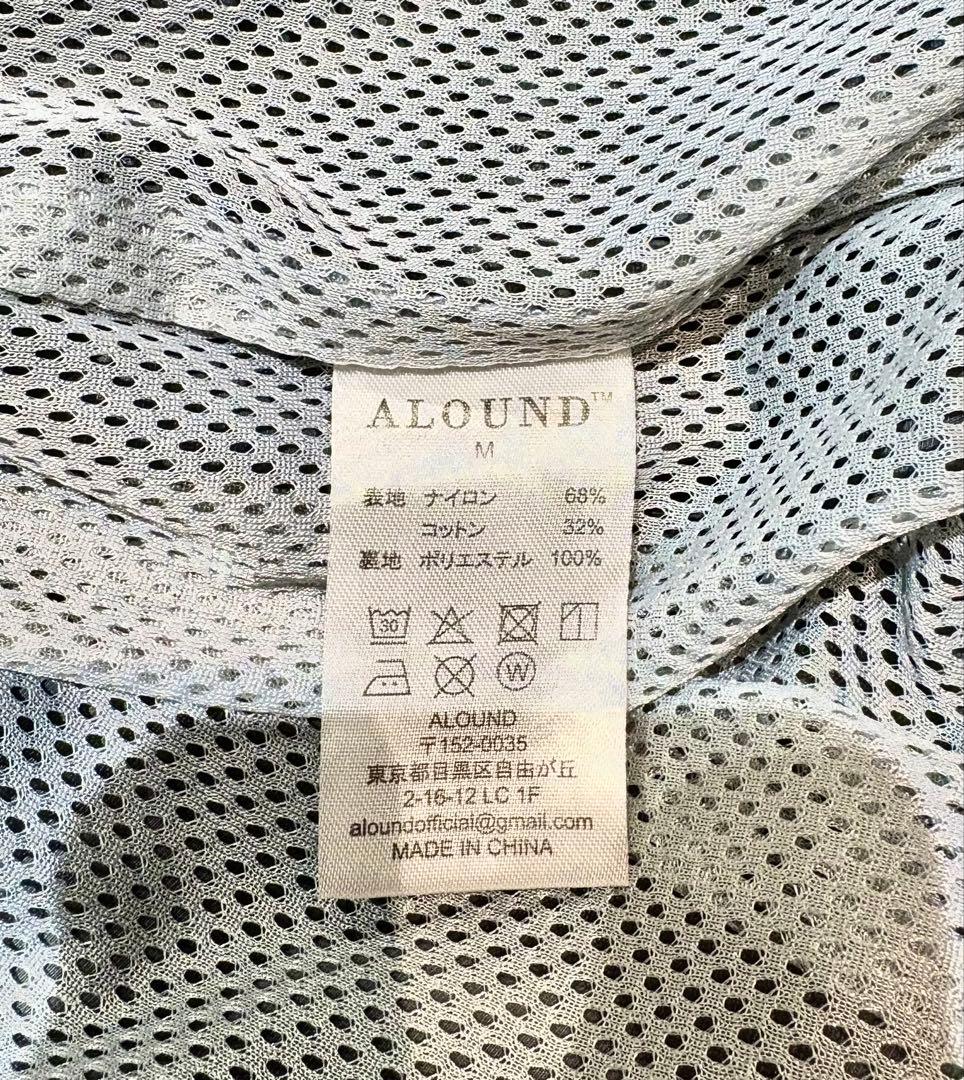 ALOUND™
M
表地 ナイロン 68%
コットン 32%
裏地 ポリエステル 100%
30
W
ALOUND
〒152-0035
東京都目黒区自由が丘
2-16-12 LC 1F
aloundofficial@gmail.com
MADE IN CHINA